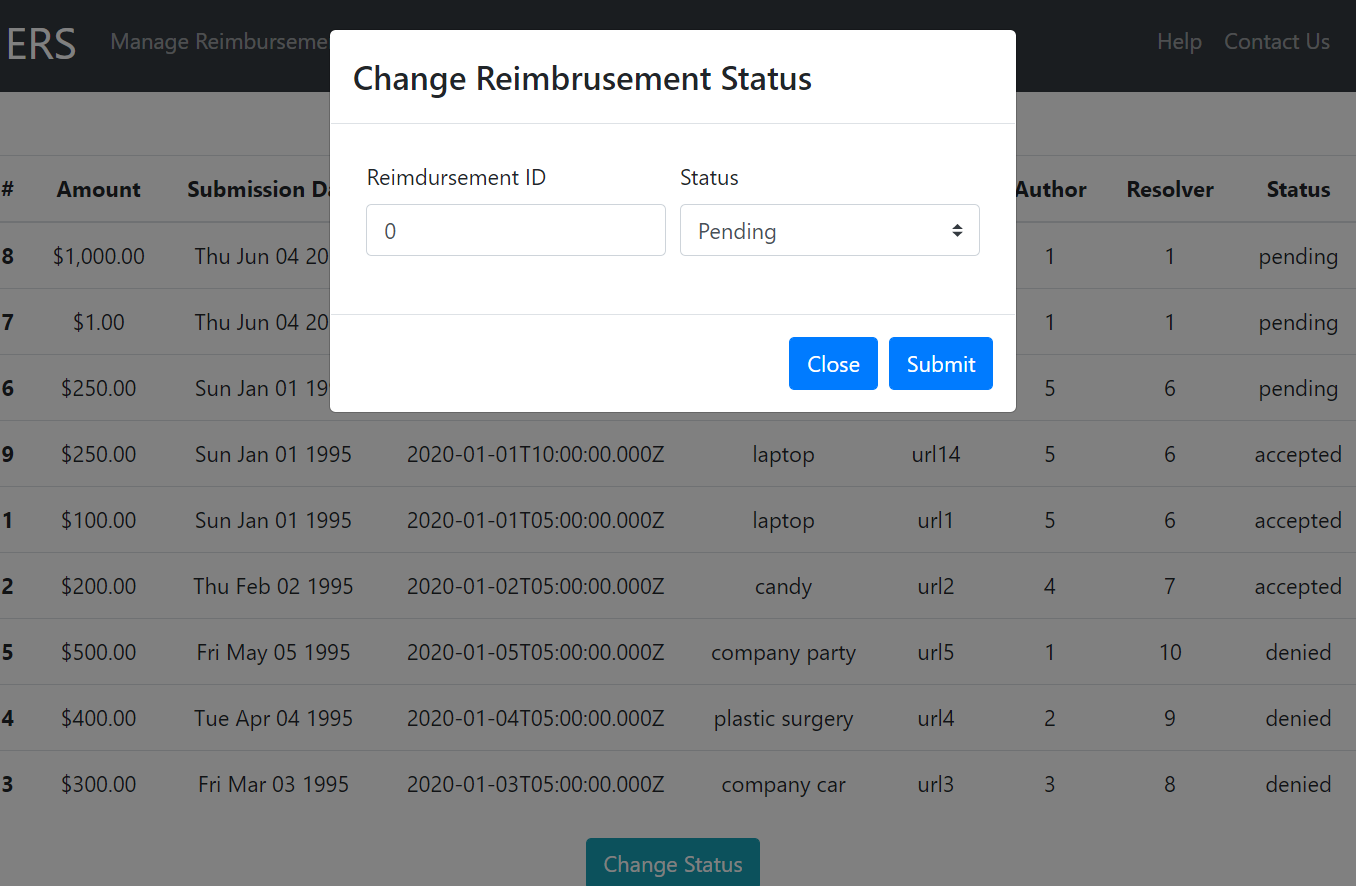 ERS Manage Reimburseme Help Contact Us
Change Reimbrusement Status
Reimdursement ID Status
0 Pending
Close Submit
# Amount Submission Da Author Resolver Status
8 $1,000.00 Thu Jun 04 20 1 1 pending
7 $1.00 Thu Jun 04 20 1 1 pending
6 $250.00 Sun Jan 01 19 5 6 pending
9 $250.00 Sun Jan 01 1995 2020-01-01T10:00:00.000Z laptop url14 5 6 accepted
1 $100.00 Sun Jan 01 1995 2020-01-01T05:00:00.000Z laptop url1 5 6 accepted
2 $200.00 Thu Feb 02 1995 2020-01-02T05:00:00.000Z candy url2 4 7 accepted
5 $500.00 Fri May 05 1995 2020-01-05T05:00:00.000Z company party url5 1 10 denied
4 $400.00 Tue Apr 04 1995 2020-01-04T05:00:00.000Z plastic surgery url4 2 9 denied
3 $300.00 Fri Mar 03 1995 2020-01-03T05:00:00.000Z company car url3 3 8 denied
Change Status